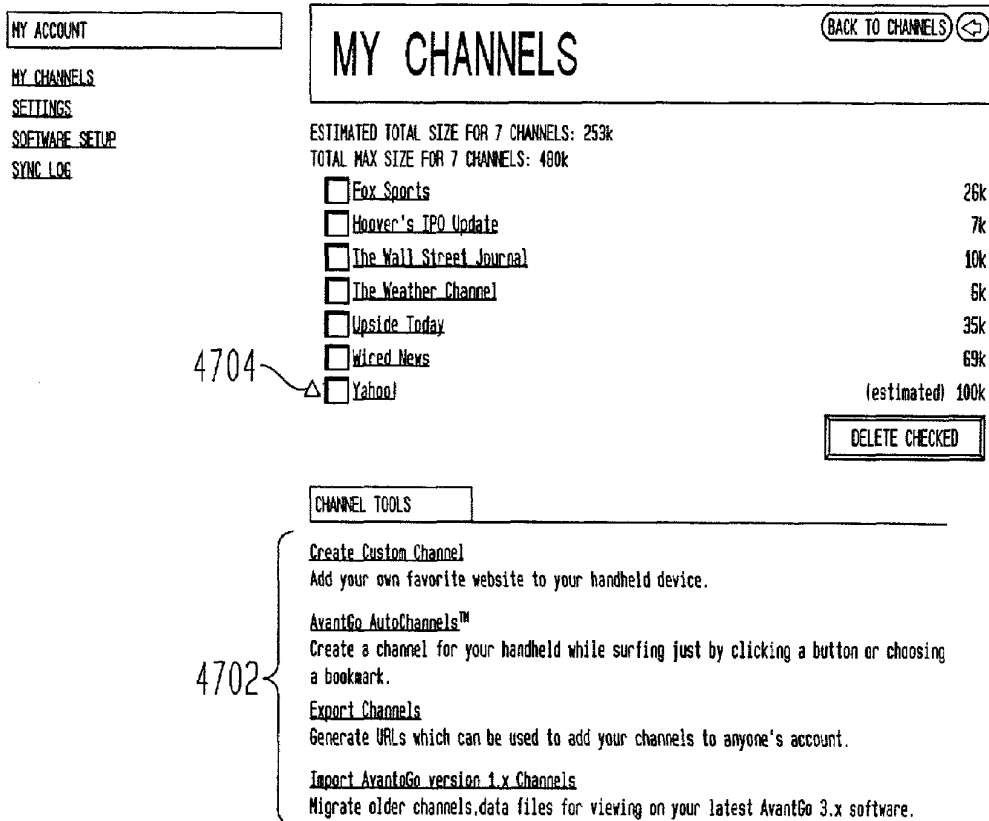 MY ACCOUNT
MY CHANNELS
SETTINGS
SOFTWARE SETUP
SYNC LOG
MY CHANNELS
BACK TO CHANNELS
ESTIMATED TOTAL SIZE FOR 7 CHANNELS: 253k
TOTAL MAX SIZE FOR 7 CHANNELS: 480k
Fox Sports 26k
Hoover's IPO Update 7k
The Wall Street Journal 10k
The Weather Channel 6k
Upside Today 35k
Wired News 69k
4704
Yahoo! (estimated) 100k
DELETE CHECKED
CHANNEL TOOLS
Create Custom Channel
Add your own favorite website to your handheld device.
AvantGo AutoChannels™
Create a channel for your handheld while surfing just by clicking a button or choosing
a bookmark.
4702
Export Channels
Generate URLs which can be used to add your channels to anyone's account.
Import AvantoGo version 1.x Channels
Migrate older channels,data files for viewing on your latest AvantGo 3.x software.